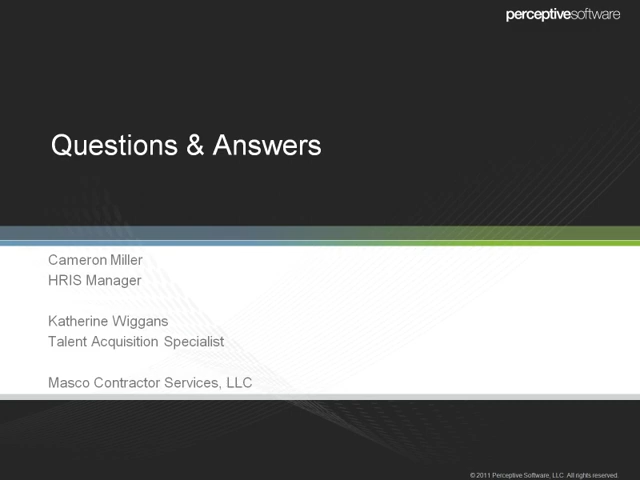 perceptivesoftware
Questions & Answers
Cameron Miller
HRIS Manager
Katherine Wiggans
Talent Acquisition Specialist
Masco Contractor Services, LLC
© 2011 Perceptive Software, LLC. All rights reserved.